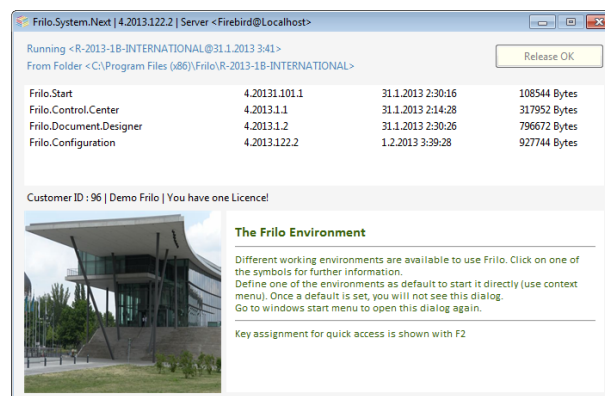 Frilo.System.Next | 4.2013.122.2 | Server <Firebird@Localhost>
Running <R-2013-1B-INTERNATIONAL@31.1.2013 3:41>
Release OK
From Folder <C:\Program Files (x86)\Frilo\R-2013-1B-INTERNATIONAL>
Frilo.Start 4.20131.101.1 31.1.2013 2:30:16 108544 Bytes
Frilo.Control.Center 4.2013.1.1 31.1.2013 2:14:28 317952 Bytes
Frilo.Document.Designer 4.2013.1.2 31.1.2013 2:30:26 796672 Bytes
Frilo.Configuration 4.2013.122.2 1.2.2013 3:39:28 927744 Bytes
Customer ID : 96 | Demo Frilo | You have one Licence!
The Frilo Environment
Different working environments are available to use Frilo. Click on one of
the symbols for further information.
Define one of the environments as default to start it directly (use context
menu). Once a default is set, you will not see this dialog.
Go to windows start menu to open this dialog again.
Key assignment for quick access is shown with F2